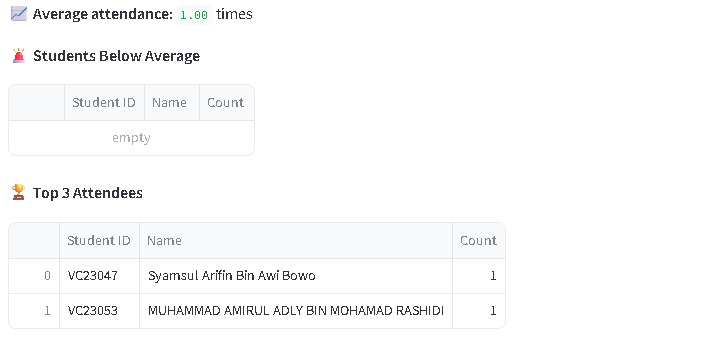 Average attendance: 1.00 times
Students Below Average
Student ID Name Count
empty
Top 3 Attendees
Student ID Name Count
0 VC23047 Syamsul Arifin Bin Awi Bowo 1
1 VC23053 MUHAMMAD AMIRUL ADLY BIN MOHAMAD RASHIDI 1